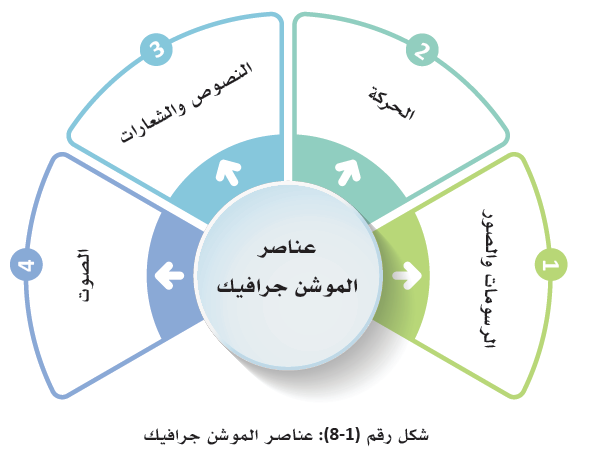 عناصر
الموشن جرافيك
1
الرسومات والصور
2
الحركة
3
النصوص والشعارات
4
الصوت
شكل رقم (1-8): عناصر الموشن جرافيك